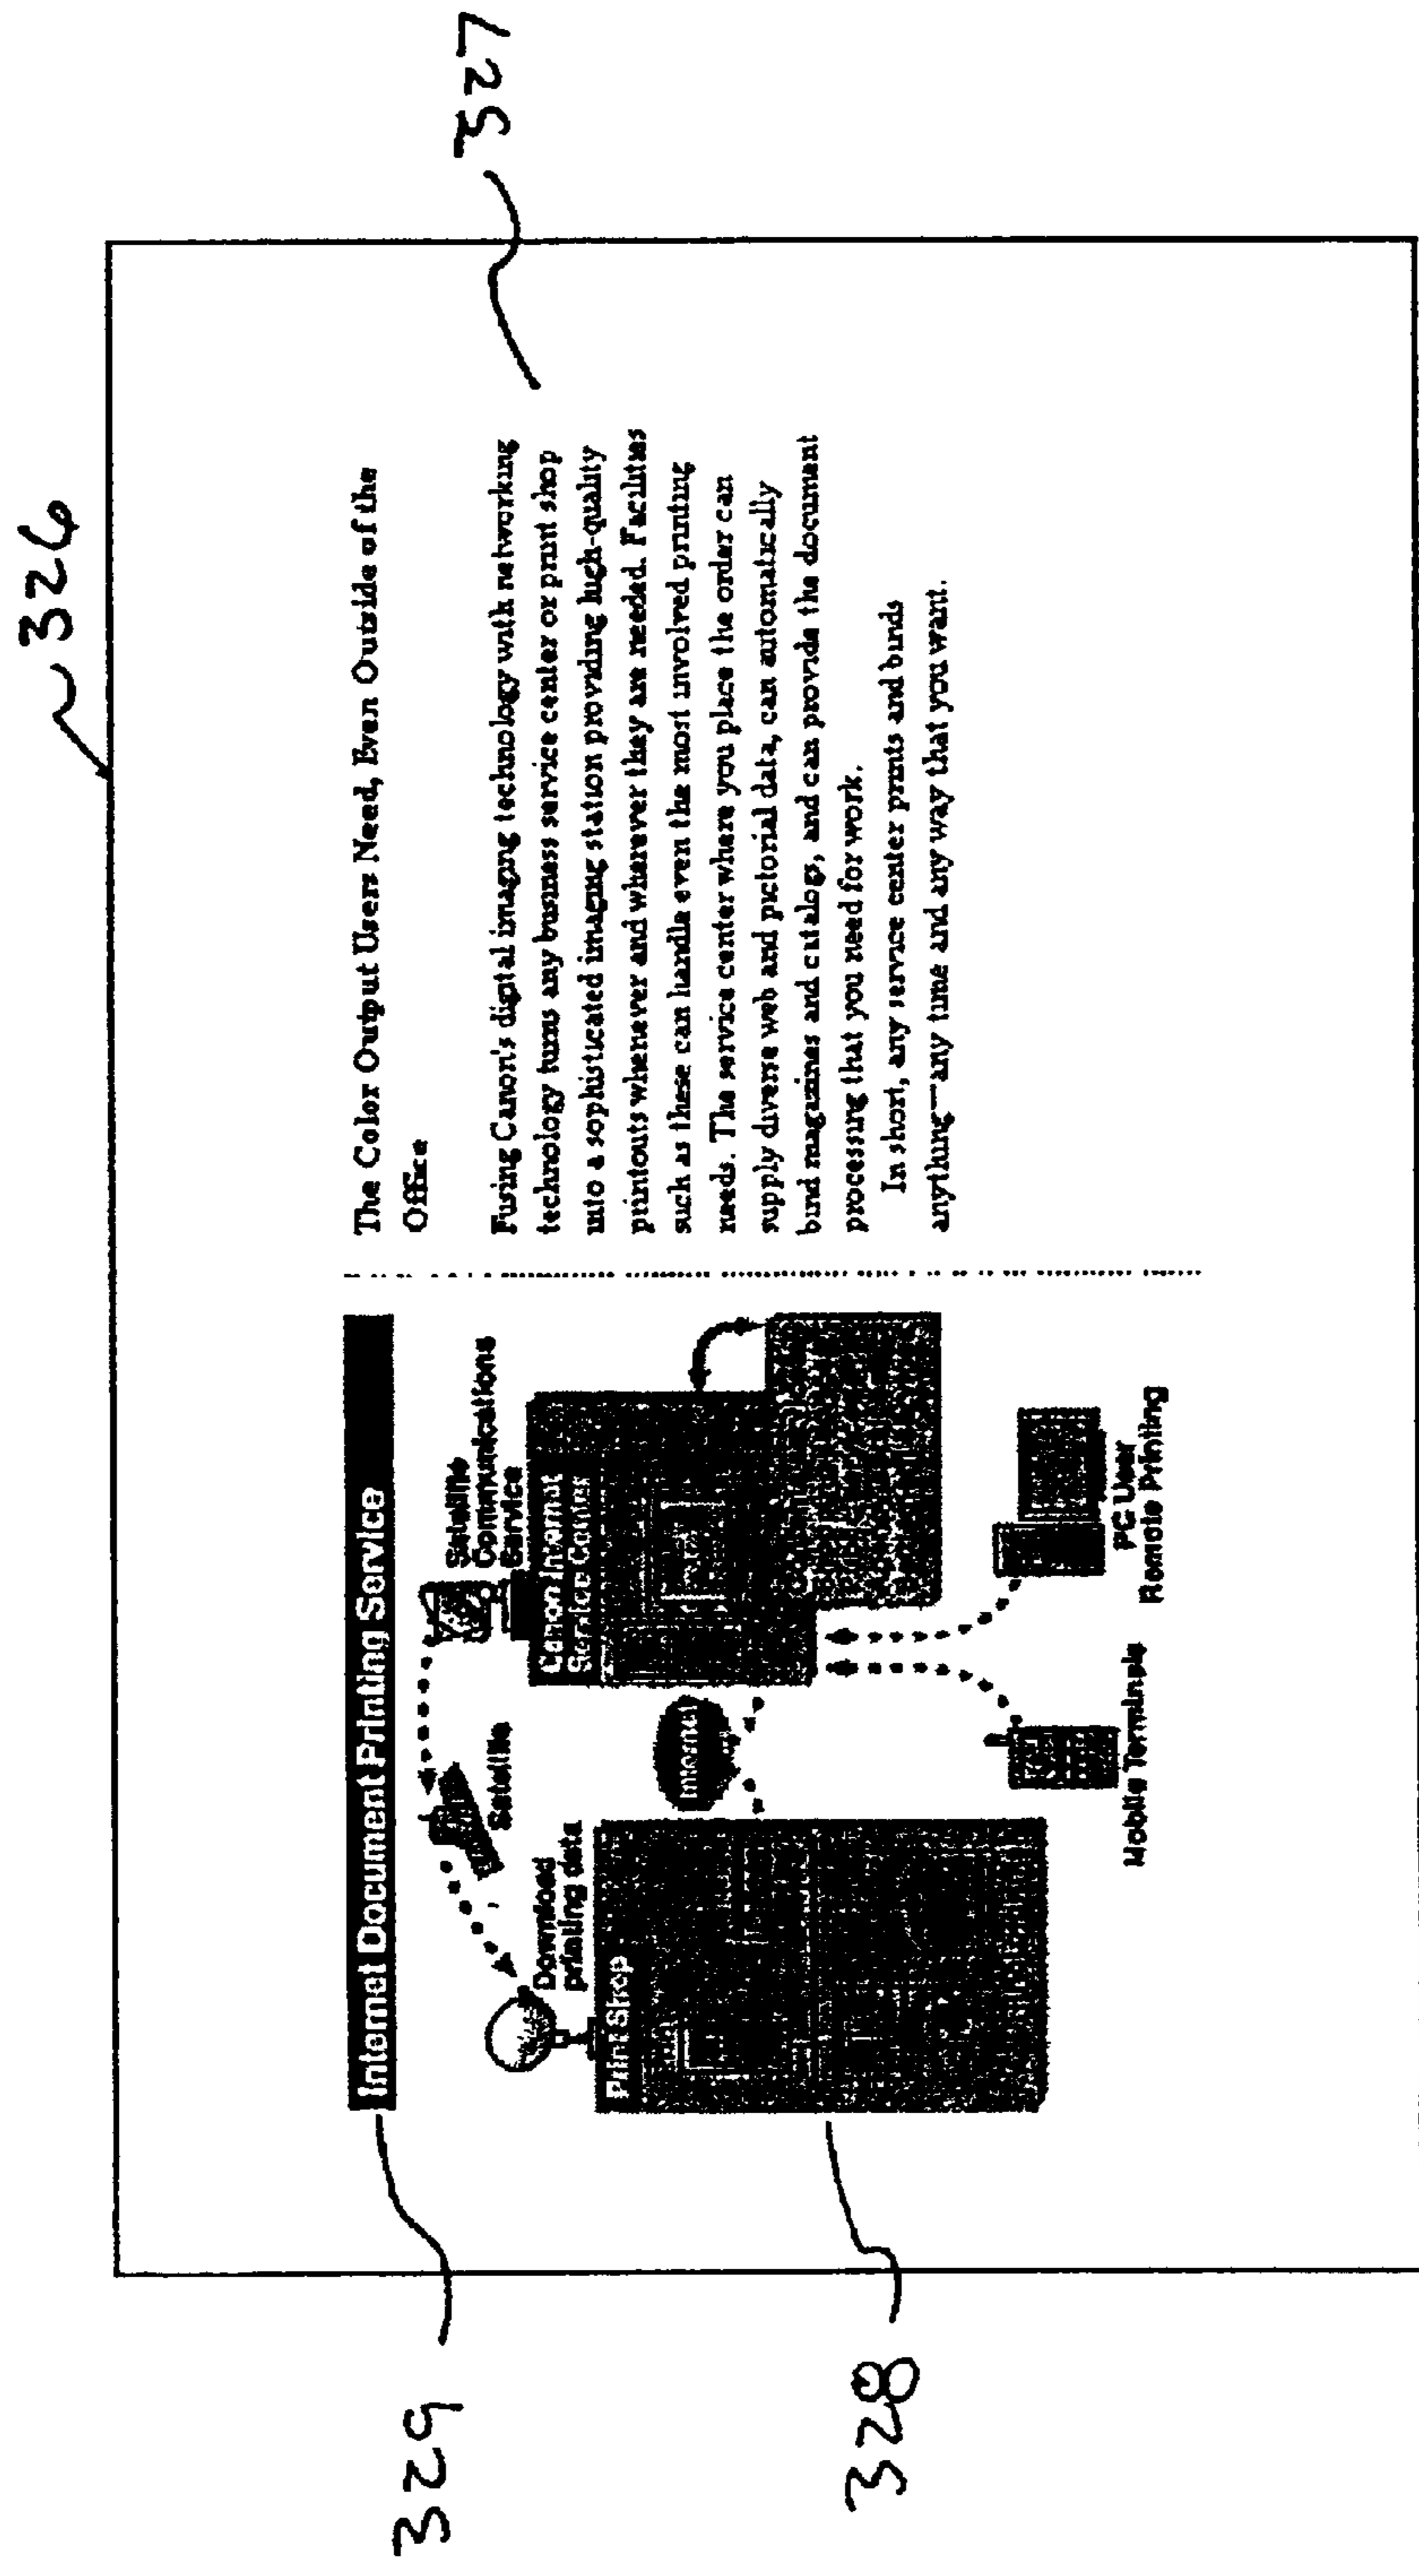 326
327
The Color Output Users Need, Even Outside of the
Office
Fusing Canon's digital imaging technology with networking
technology turns any business service center or print shop
into a sophisticated imaging station providing high-quality
printouts whenever and wherever they are needed. Facilities
such as these can handle even the most involved printing
needs. The service center where you place the order can
supply diverse web and pictorial data, can automatically
bind magazines and catalogs, and can provide the document
processing that you need for work.
In short, any service center prints and binds
anything—any time and any way that you want.
329
Internet Document Printing Service
Satellite
Communications
Service
Satellite
Download
printing data
Canon Internet
Service Center
Print Shop
Internet
Mobile Terminals
PC User
Remote Printing
328